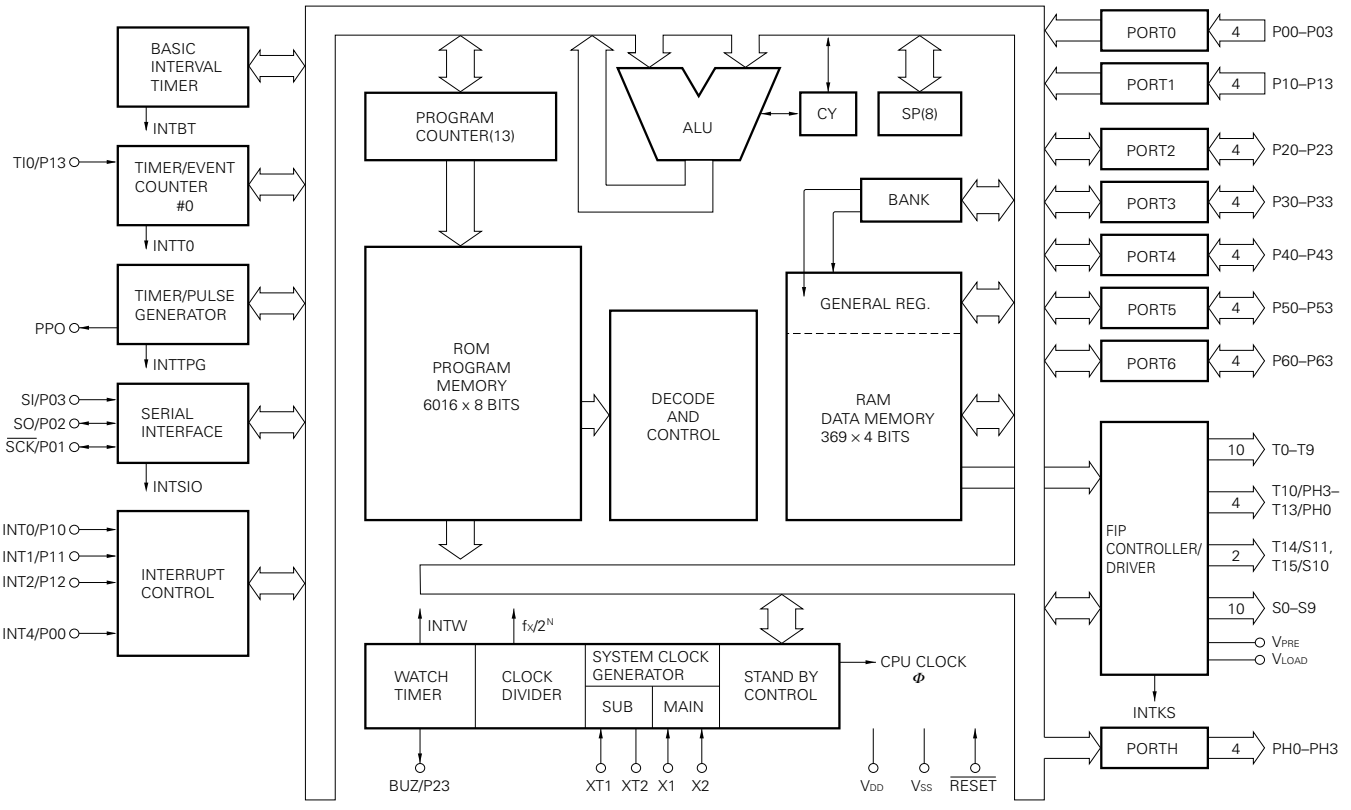 BASIC
INTERVAL
TIMER
INTBT
TI0/P13
TIMER/EVENT
COUNTER
#0
INTT0
TIMER/PULSE
GENERATOR
PPO
INTTPG
SI/P03
SO/P02
SCK/P01
SERIAL
INTERFACE
INTSIO
INT0/P10
INT1/P11
INT2/P12
INT4/P00
INTERRUPT
CONTROL
PROGRAM
COUNTER(13)
ALU
CY
SP(8)
BANK
ROM
PROGRAM
MEMORY
6016 x 8 BITS
DECODE
AND
CONTROL
GENERAL REG.
RAM
DATA MEMORY
369 × 4 BITS
INTW
fX/2N
WATCH
TIMER
CLOCK
DIVIDER
SYSTEM CLOCK
GENERATOR
SUB
MAIN
STAND BY
CONTROL
CPU CLOCK
Φ
BUZ/P23
XT1
XT2
X1
X2
VDD
VSS
RESET
PORT0
4
P00–P03
PORT1
4
P10–P13
PORT2
4
P20–P23
PORT3
4
P30–P33
PORT4
4
P40–P43
PORT5
4
P50–P53
PORT6
4
P60–P63
FIP
CONTROLLER/
DRIVER
10
T0–T9
4
T10/PH3–
T13/PH0
2
T14/S11,
T15/S10
10
S0–S9
VPRE
VLOAD
INTKS
PORTH
4
PH0–PH3